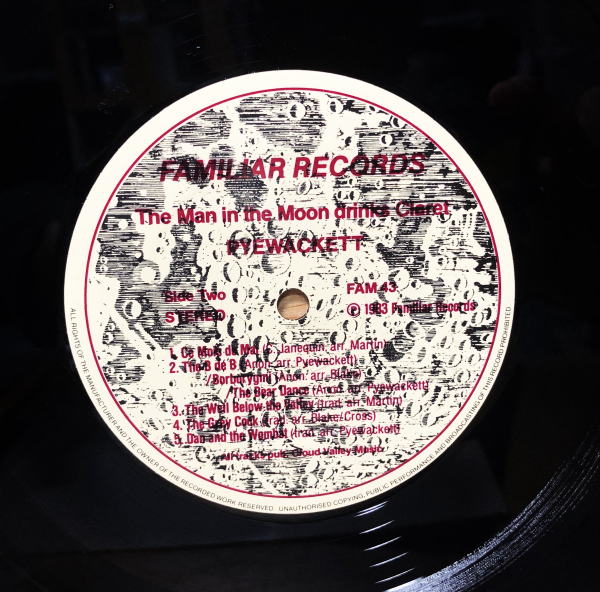 FAMILIAR RECORDS
The Man in the Moon drinks Claret
PYEWACKETT
Side Two
STEREO
FAM 43
Ⓟ 1983 Familiar Records
1. Ce Mois de Mai (C. Janequin, arr. Martin)
2. The B de B (Anon. arr. Pyewackett)
(Anon. arr. Blake)
/The Bear Dance (Anon. arr. Pyewackett)
3. The Well Below the Valley (Trad. arr. Martin)
4. The Grey Cock (Trad. arr. Blake/Cross)
5. Dan and the Wombat (Trad. arr. Pyewackett)
All tracks pub. Cloud Valley Music
ALL RIGHTS OF THE MANUFACTURER AND THE OWNER OF THE RECORDED WORK RESERVED UNAUTHORISED COPYING, PUBLIC PERFORMANCE AND BROADCASTING OF THIS RECORD PROHIBITED